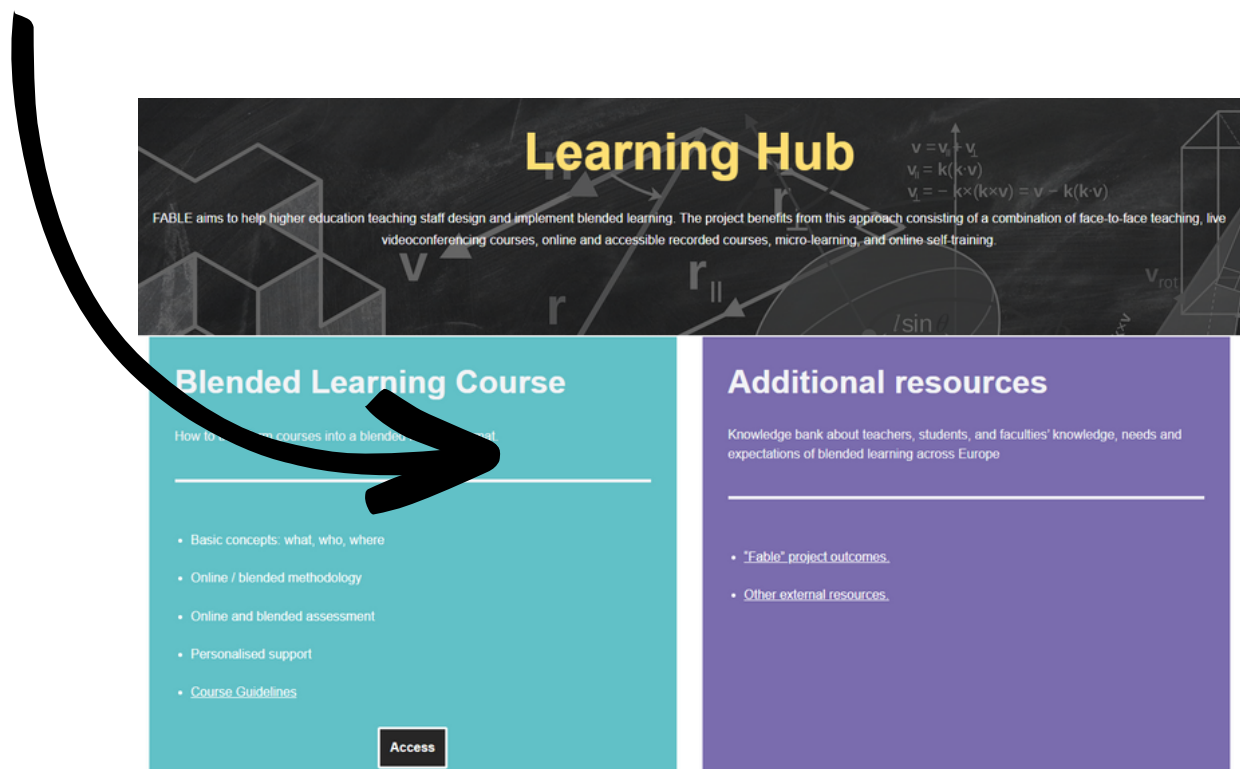 Learning Hub
v = v∥ + v⊥
v∥ = k(k·v)
v⊥ = − k×(k×v) = v − k(k·v)
FABLE aims to help higher education teaching staff design and implement blended learning. The project benefits from this approach consisting of a combination of face-to-face teaching, live
videoconferencing courses, online and accessible recorded courses, micro-learning, and online self-training.
n
r⊥
v
r∥
r
v rot
l sin θ
k×v
Blended Learning Course
How to courses into a blended
Basic concepts: what, who, where
Online / blended methodology
Online and blended assessment
Personalised support
Course Guidelines
Access
Additional resources
Knowledge bank about teachers, students, and faculties' knowledge, needs and
expectations of blended learning across Europe
"Fable" project outcomes.
Other external resources.